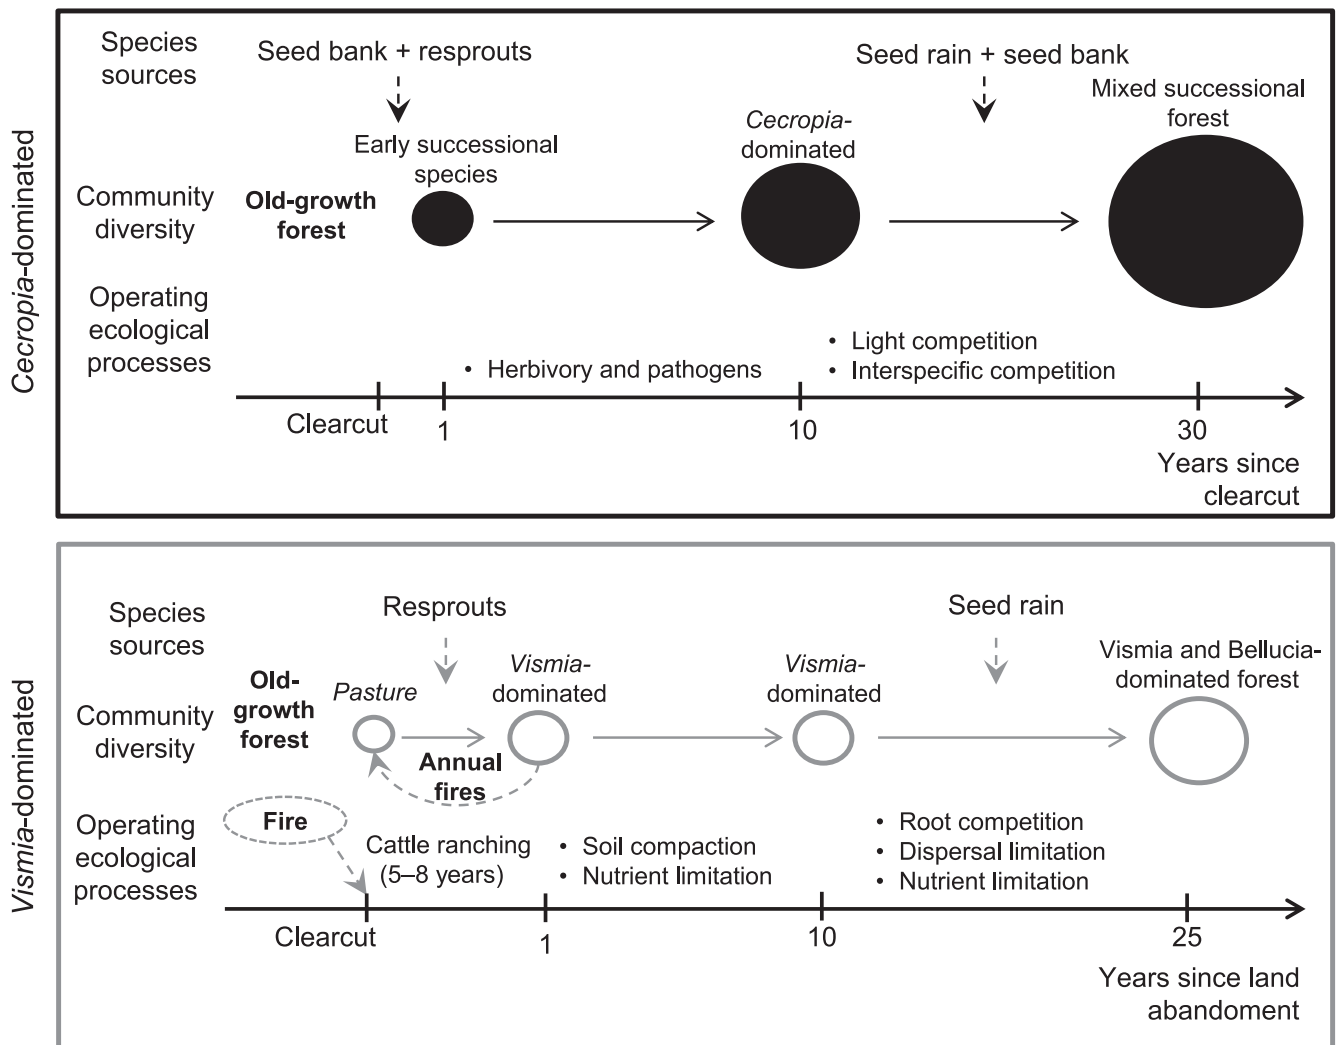 Cecropia-dominated
Species
sources
Seed bank + resprouts
Seed rain + seed bank
Mixed successional
forest
Cecropia-
dominated
Early successional
species
Community
diversity
Old-growth
forest
Operating
ecological
processes
• Herbivory and pathogens
• Light competition
• Interspecific competition
Clearcut
1
10
30
Years since
clearcut
Vismia-dominated
Species
sources
Resprouts
Seed rain
Community
diversity
Old-
growth
forest
Pasture
Vismia-
dominated
Vismia-
dominated
Vismia and Bellucia-
dominated forest
Annual
fires
Operating
ecological
processes
Fire
Cattle ranching
(5–8 years)
• Soil compaction
• Nutrient limitation
• Root competition
• Dispersal limitation
• Nutrient limitation
Clearcut
1
10
25
Years since land
abandoment